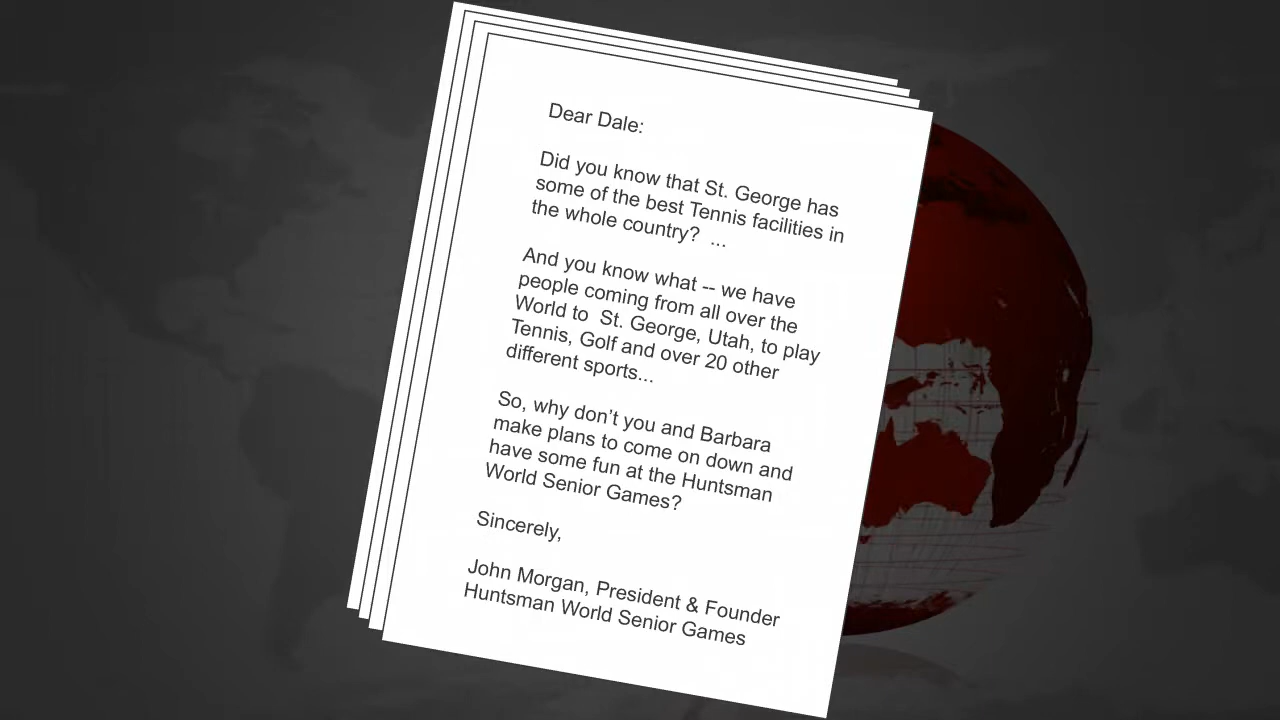 Dear Dale:
Did you know that St. George has
some of the best Tennis facilities in
the whole country?  ...
And you know what -- we have
people coming from all over the
World to  St. George, Utah, to play
Tennis, Golf and over 20 other
different sports...
So, why don’t you and Barbara
make plans to come on down and
have some fun at the Huntsman
World Senior Games?
Sincerely,
John Morgan, President & Founder
Huntsman World Senior Games